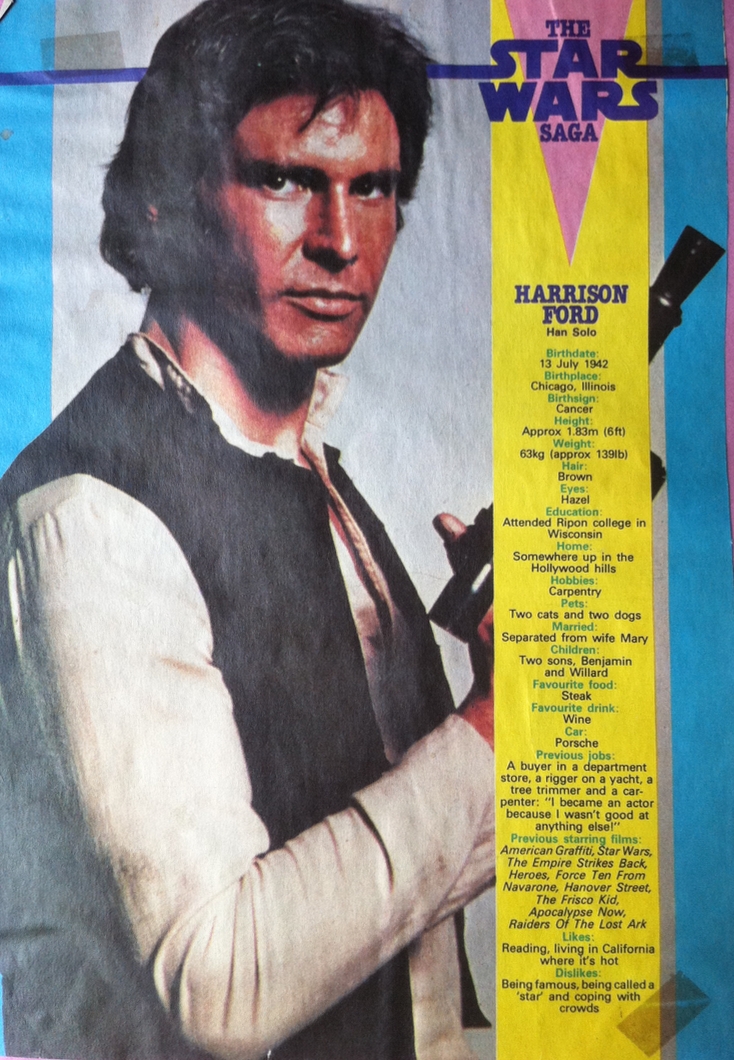 THE
STAR
WARS
SAGA
HARRISON
FORD
Han Solo
Birthdate:
13 July 1942
Birthplace:
Chicago, Illinois
Birthsign:
Cancer
Height:
Approx 1.83m (6ft)
Weight:
63kg (approx 139lb)
Hair:
Brown
Eyes:
Hazel
Education:
Attended Ripon college in
Wisconsin
Home:
Somewhere up in the
Hollywood hills
Hobbies:
Carpentry
Pets:
Two cats and two dogs
Married:
Separated from wife Mary
Children:
Two sons, Benjamin
and Willard
Favourite food:
Steak
Favourite drink:
Wine
Car:
Porsche
Previous jobs:
A buyer in a department
store, a rigger on a yacht, a
tree trimmer and a car-
penter: "I became an actor
because I wasn't good at
anything else!"
Previous starring films:
American Graffiti, Star Wars,
The Empire Strikes Back,
Heroes, Force Ten From
Navarone, Hanover Street,
The Frisco Kid,
Apocalypse Now,
Raiders Of The Lost Ark
Likes:
Reading, living in California
where it's hot
Dislikes:
Being famous, being called a
'star' and coping with
crowds